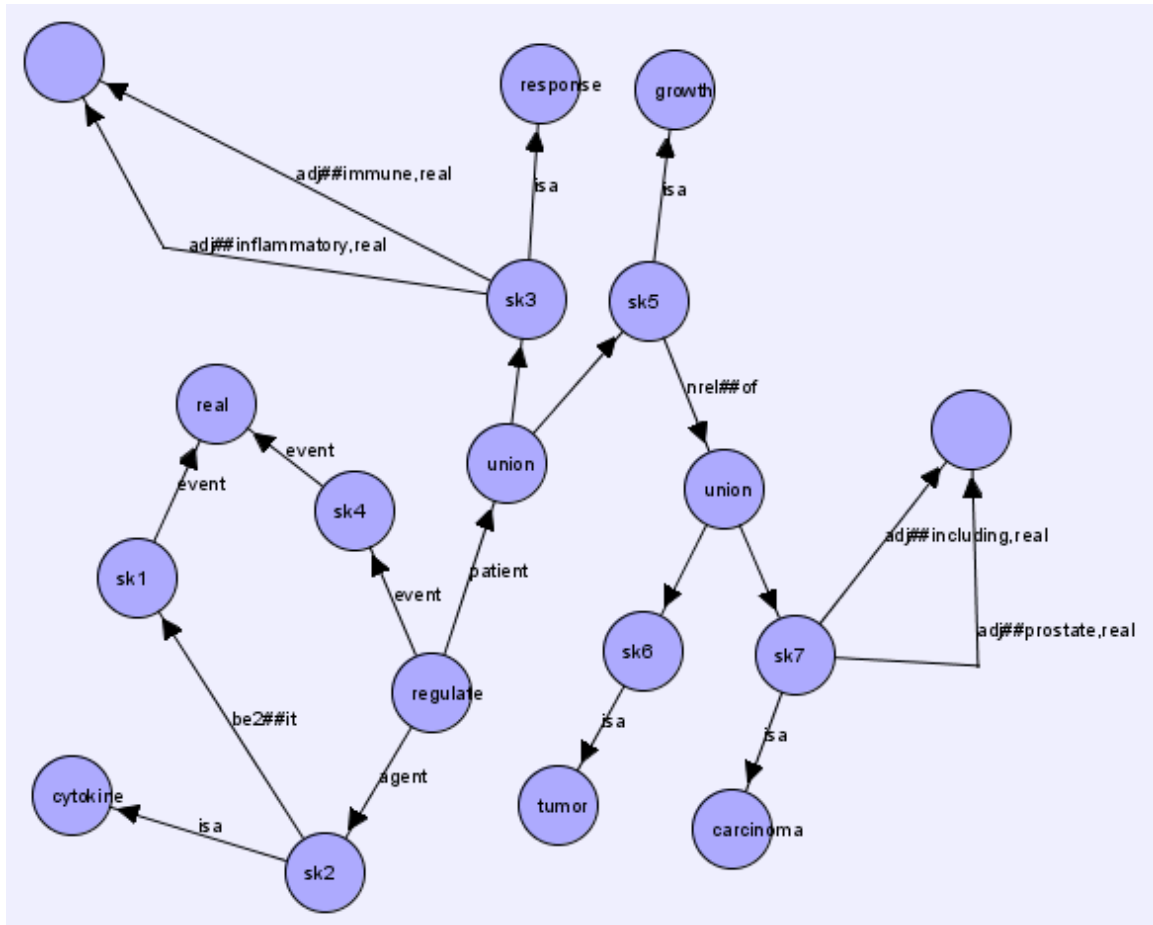 response
growth
adj##immune,real
isa
isa
adj##inflammatory,real
sk3
sk5
nrel##of
real
event
union
event
union
sk4
adj##including,real
sk1
patient
event
adj##prostate,real
sk6
sk7
regulate
be2##it
isa
isa
agent
cytokine
tumor
isa
carcinoma
sk2